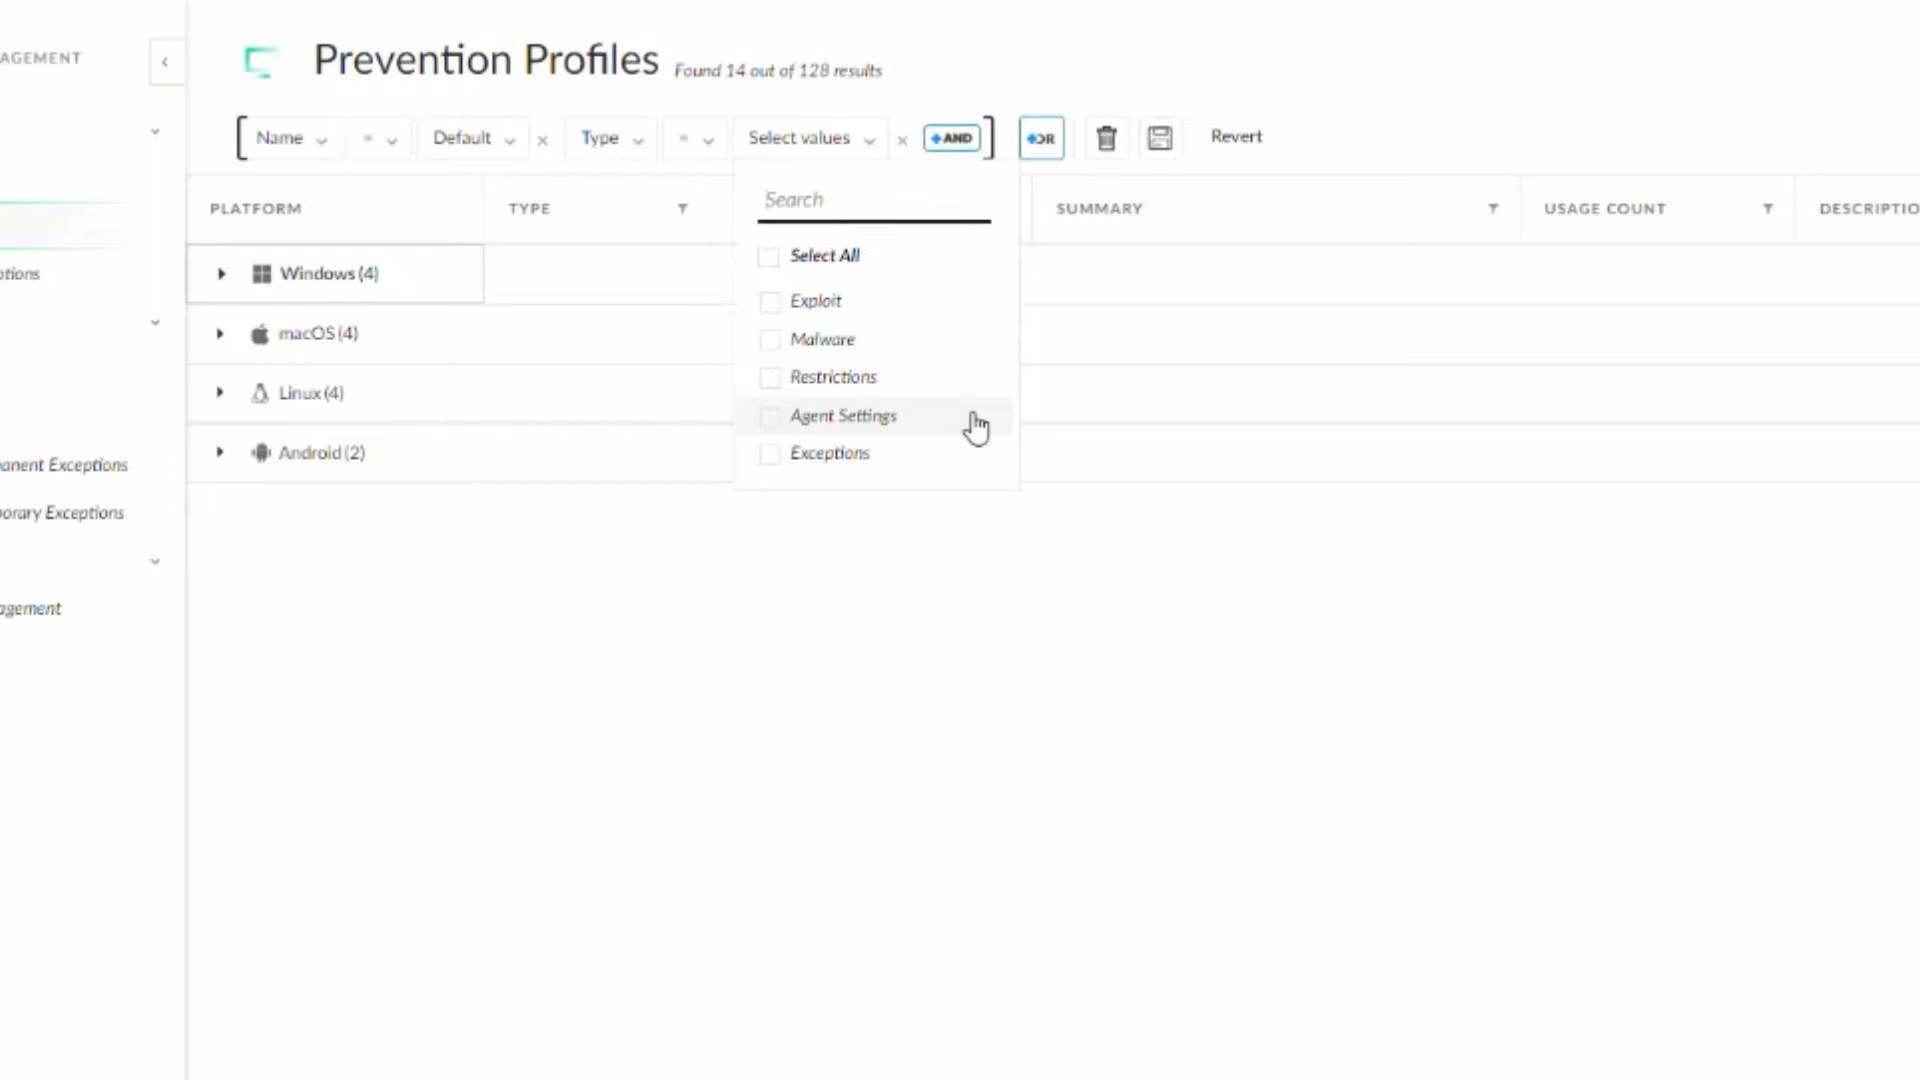 AGEMENT
Prevention Profiles Found 14 out of 128 results
Name = Default × Type = Select values × +AND +OR Revert
Search
PLATFORM TYPE SUMMARY USAGE COUNT DESCRIPTIO
Select All
Windows (4)
ptions
Exploit
macOS (4)
Malware
Restrictions
Linux (4)
Agent Settings
Android (2)
Exceptions
anent Exceptions
orary Exceptions
agement